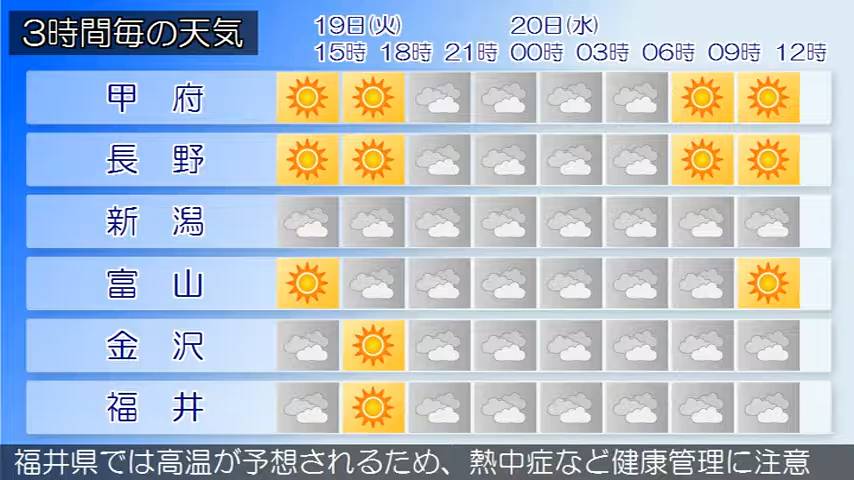 3時間毎の天気
19日(火) 20日(水)
15時 18時 21時 00時 03時 06時 09時 12時
甲 府
長 野
新 潟
富 山
金 沢
福 井
福井県では高温が予想されるため、熱中症など健康管理に注意